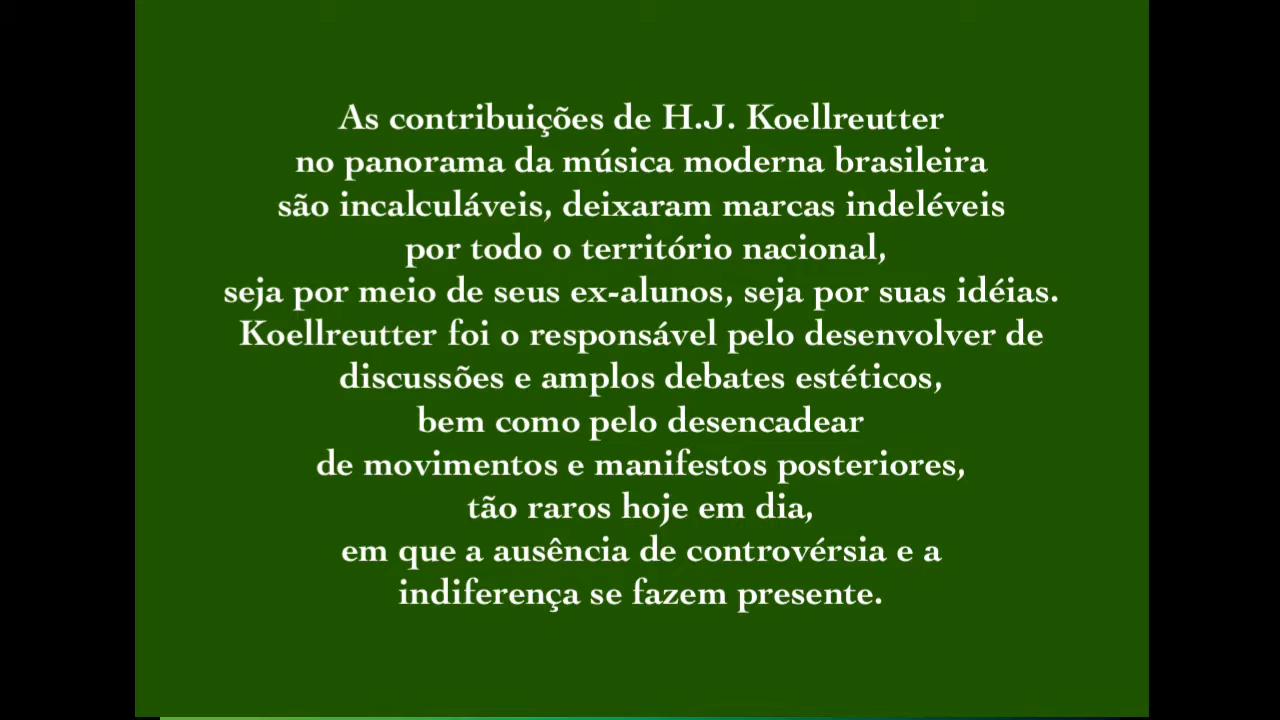 As contribuições de H.J. Koellreutter
no panorama da música moderna brasileira
são incalculáveis, deixaram marcas indeléveis
por todo o território nacional,
seja por meio de seus ex-alunos, seja por suas idéias.
Koellreutter foi o responsável pelo desenvolver de
discussões e amplos debates estéticos,
bem como pelo desencadear
de movimentos e manifestos posteriores,
tão raros hoje em dia,
em que a ausência de controvérsia e a
indiferença se fazem presente.